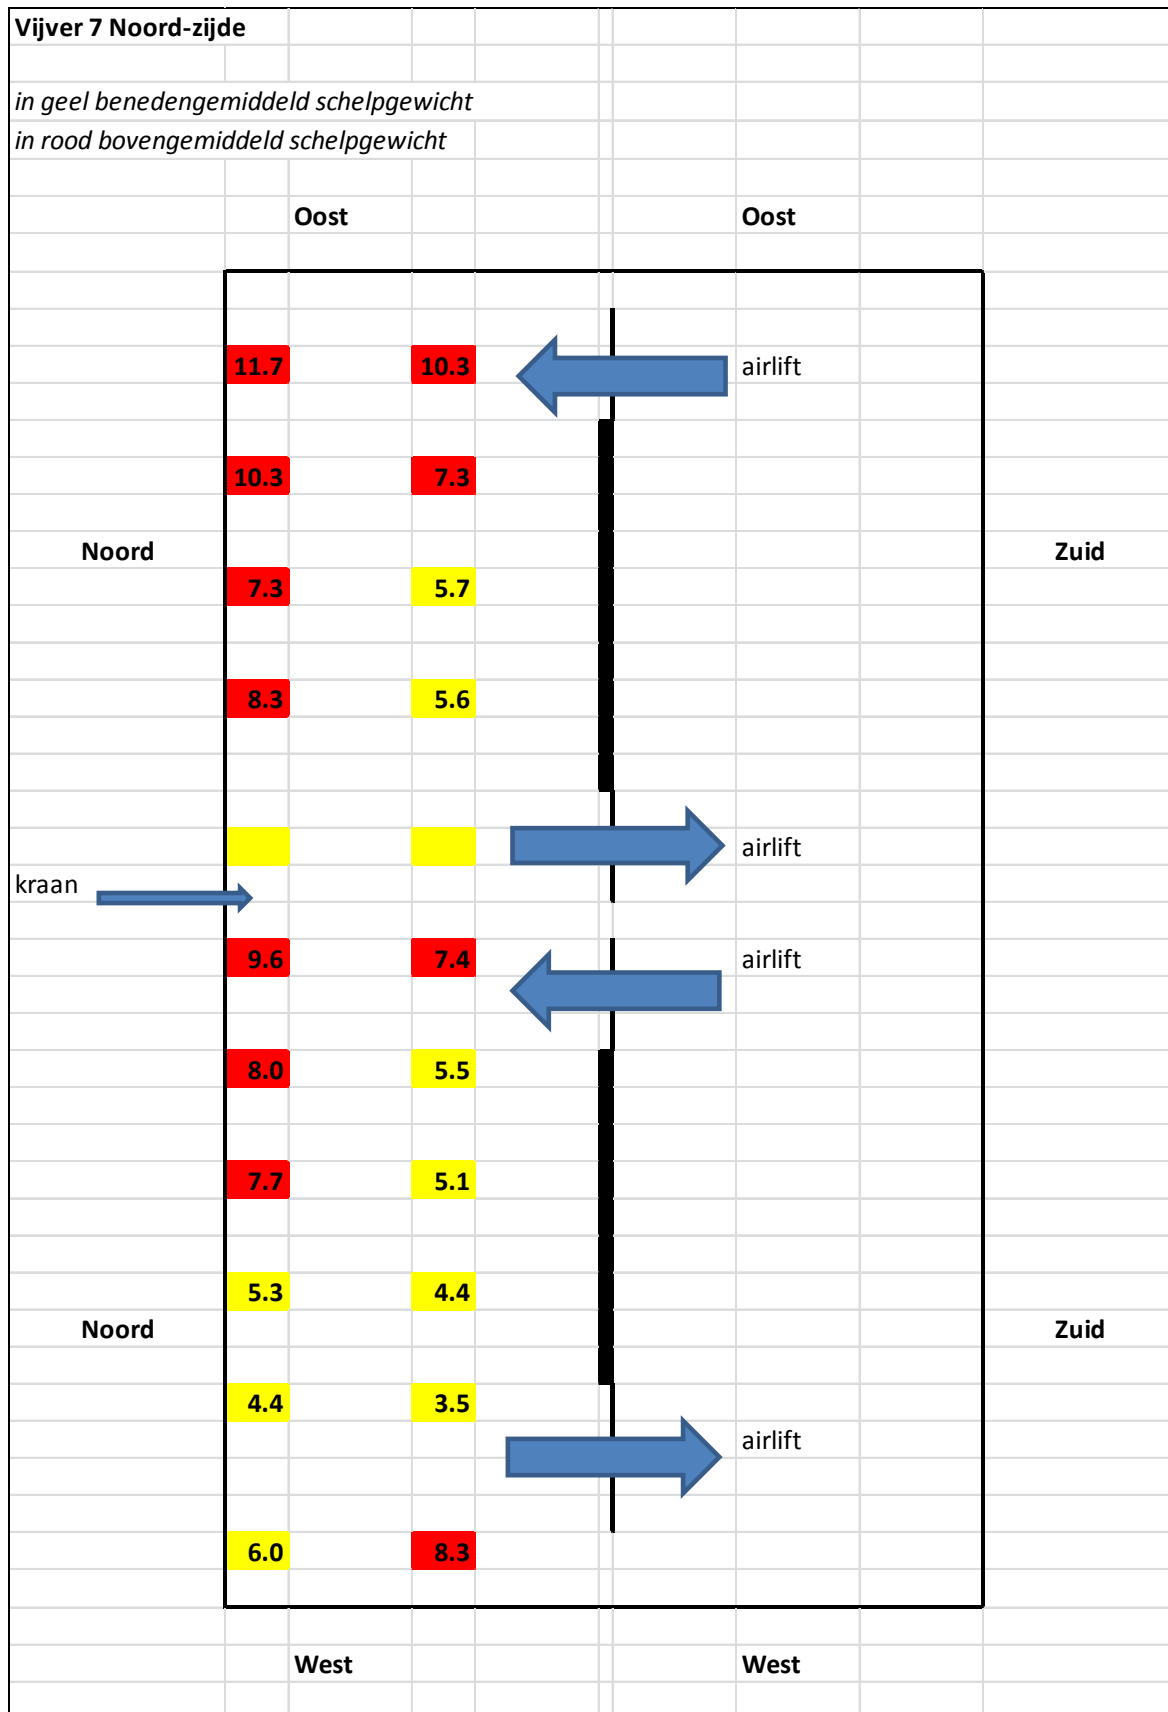 Vijver 7 Noord-zijde
in geel benedengemiddeld schelpgewicht
in rood bovengemiddeld schelpgewicht
Oost Oost
11.7 10.3 airlift
10.3 7.3
Noord Zuid
7.3 5.7
8.3 5.6
airlift
kraan
9.6 7.4 airlift
8.0 5.5
7.7 5.1
5.3 4.4
Noord Zuid
4.4 3.5
airlift
6.0 8.3
West West